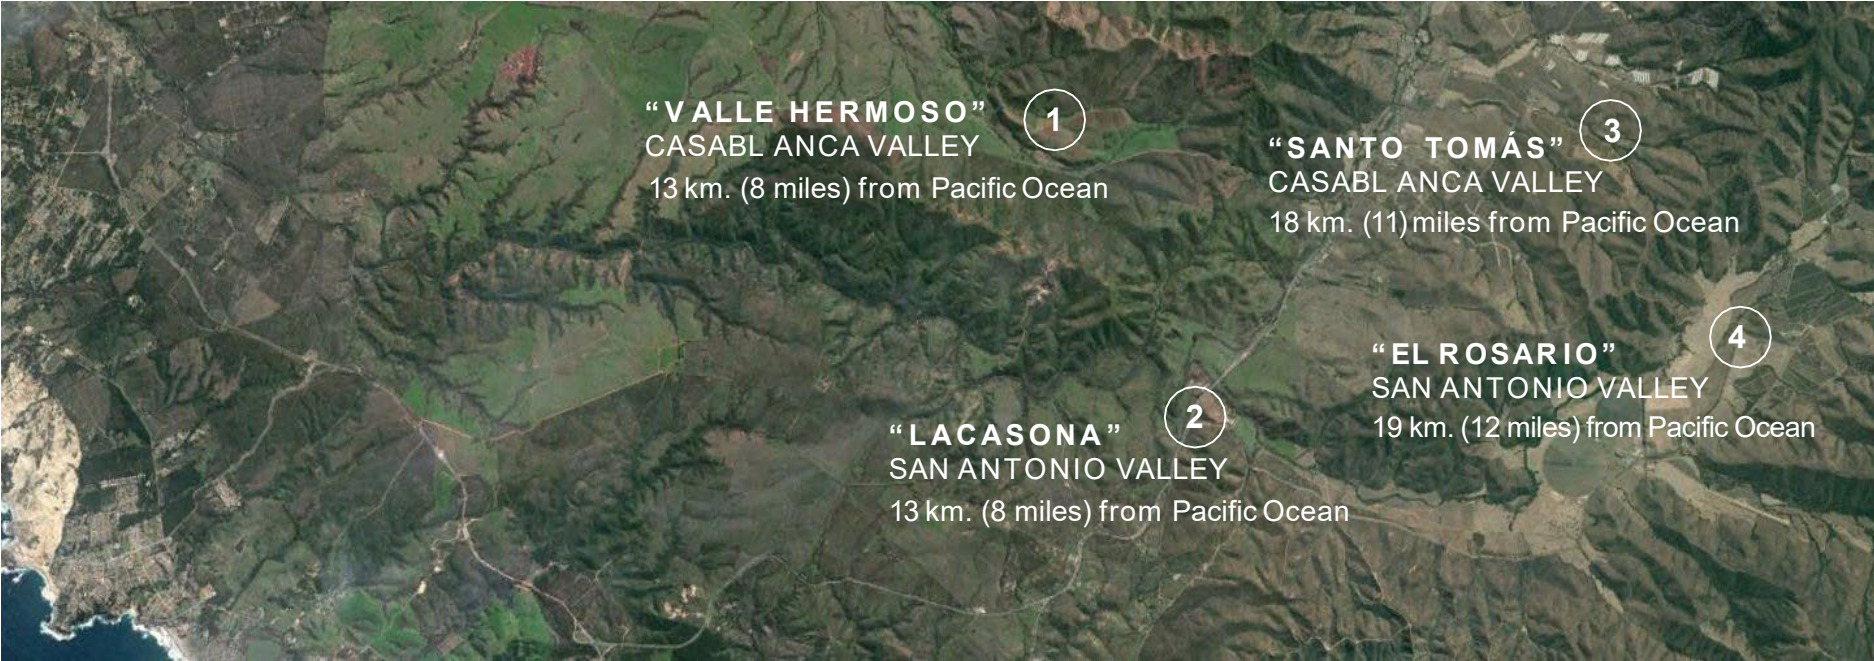 “VALLE HERMOSO”
1
CASABL ANCA VALLEY
13 km. (8 miles) from Pacific Ocean
“SANTO TOMÁS”
3
CASABL ANCA VALLEY
18 km. (11) miles from Pacific Ocean
“EL ROSARIO”
4
SAN ANTONIO VALLEY
19 km. (12 miles) from Pacific Ocean
“LACASONA”
2
SAN ANTONIO VALLEY
13 km. (8 miles) from Pacific Ocean